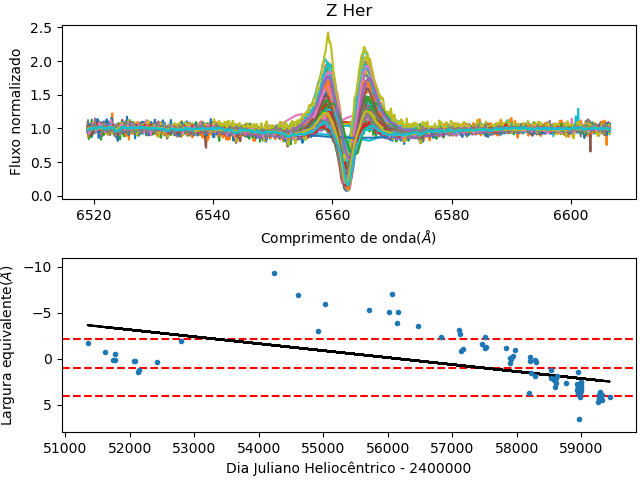 Z Her
2.5
2.0
1.5
1.0
0.5
0.0
Fluxo normalizado
6520 6540 6560 6580 6600
Comprimento de onda(Å)
−10
−5
0
5
Largura equivalente(Å)
51000 52000 53000 54000 55000 56000 57000 58000 59000
Dia Juliano Heliocêntrico - 2400000